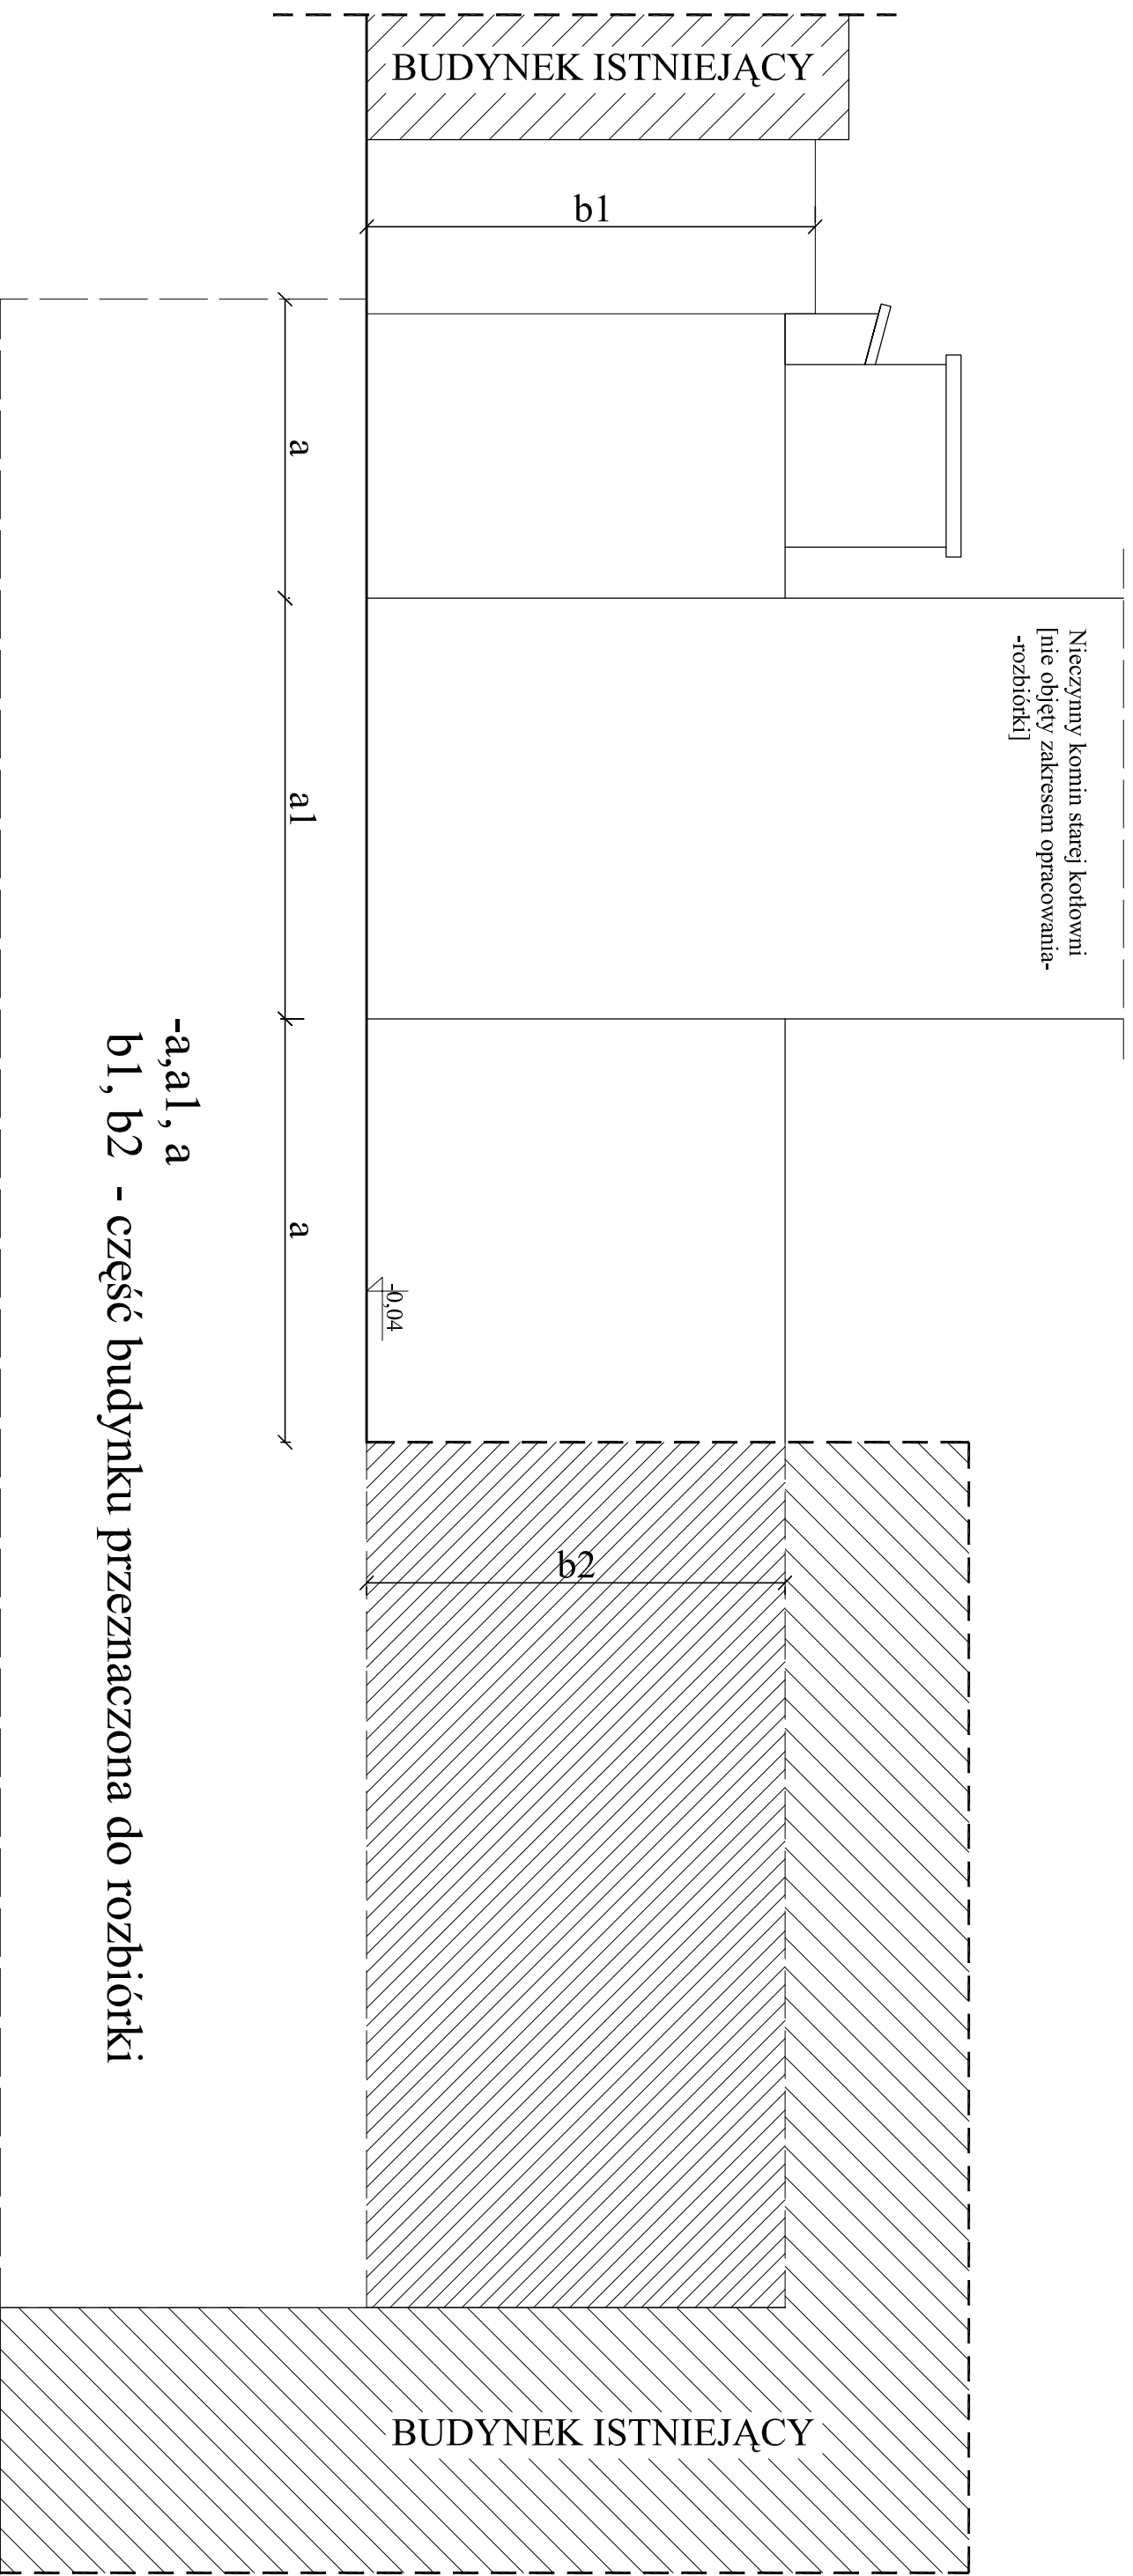 BUDYNEK ISTNIEJĄCY
b1
Nieczynny komin starej kotłowni
[nie objęty zakresem opracowania-
-rozbiórki]
a
a1
a
-0,04
b2
-a,a1, a
b1, b2 - część budynku przeznaczona do rozbiórki
BUDYNEK ISTNIEJĄCY